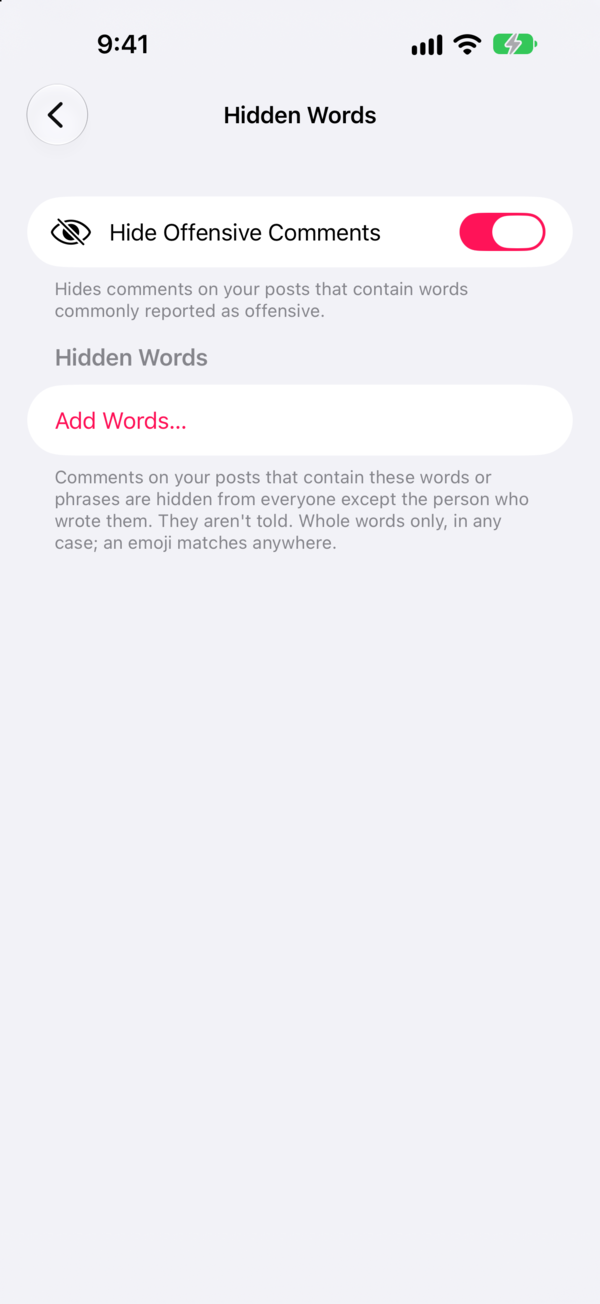 9:41
Hidden Words
Hide Offensive Comments
Hides comments on your posts that contain words
commonly reported as offensive.
Hidden Words
Add Words...
Comments on your posts that contain these words or
phrases are hidden from everyone except the person who
wrote them. They aren't told. Whole words only, in any
case; an emoji matches anywhere.